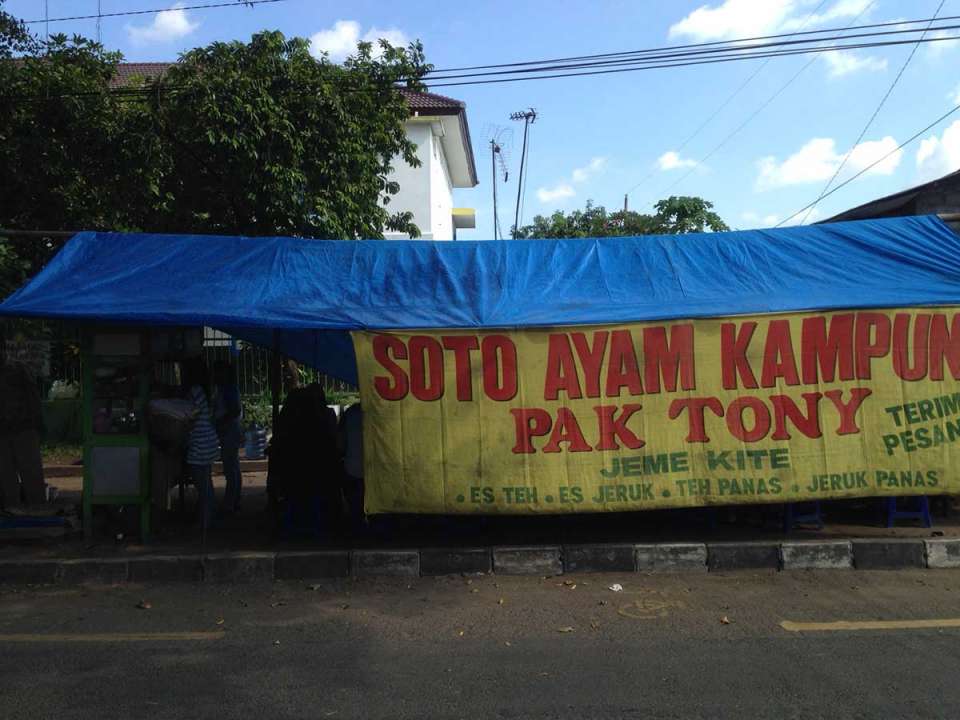 SOTO AYAM KAMPUN
PAK TONY
TERIM
PESAN
JEME KITE
• ES TEH • ES JERUK • TEH PANAS • JERUK PANAS